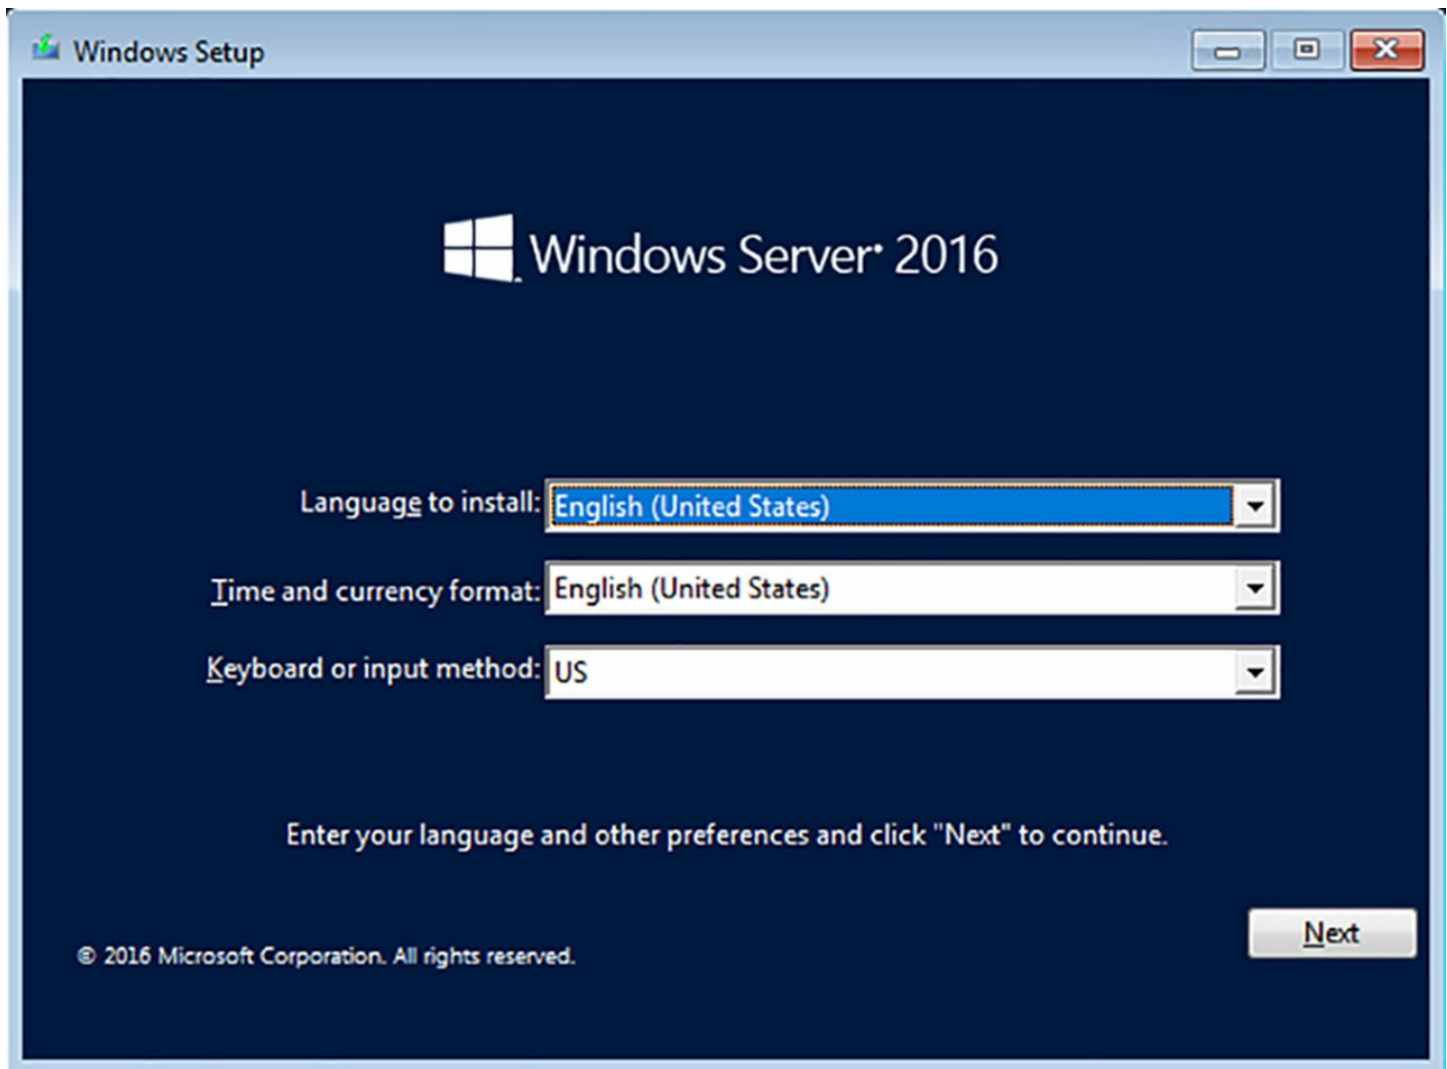 Windows Setup
Windows Server® 2016
Language to install: English (United States)
Time and currency format: English (United States)
Keyboard or input method: US
Enter your language and other preferences and click "Next" to continue.
Next
© 2016 Microsoft Corporation. All rights reserved.